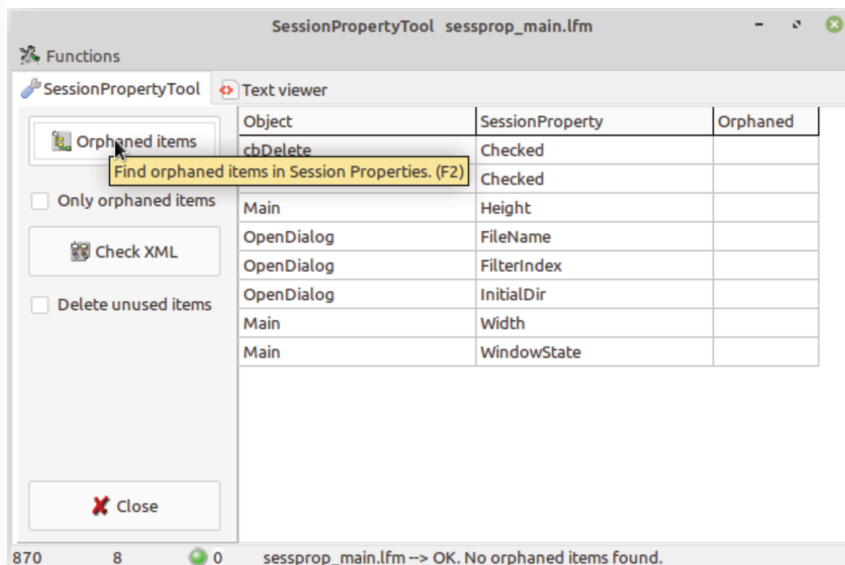 SessionPropertyTool sessprop_main.lfm
Functions
SessionPropertyTool Text viewer
Orphaned items
Find orphaned items in Session Properties. (F2)
Only orphaned items
Check XML
Delete unused items
Close
Object SessionProperty Orphaned
cbDelete Checked
Checked
Main Height
OpenDialog FileName
OpenDialog FilterIndex
OpenDialog InitialDir
Main Width
Main WindowState
870 8 0 sessprop_main.lfm --> OK. No orphaned items found.